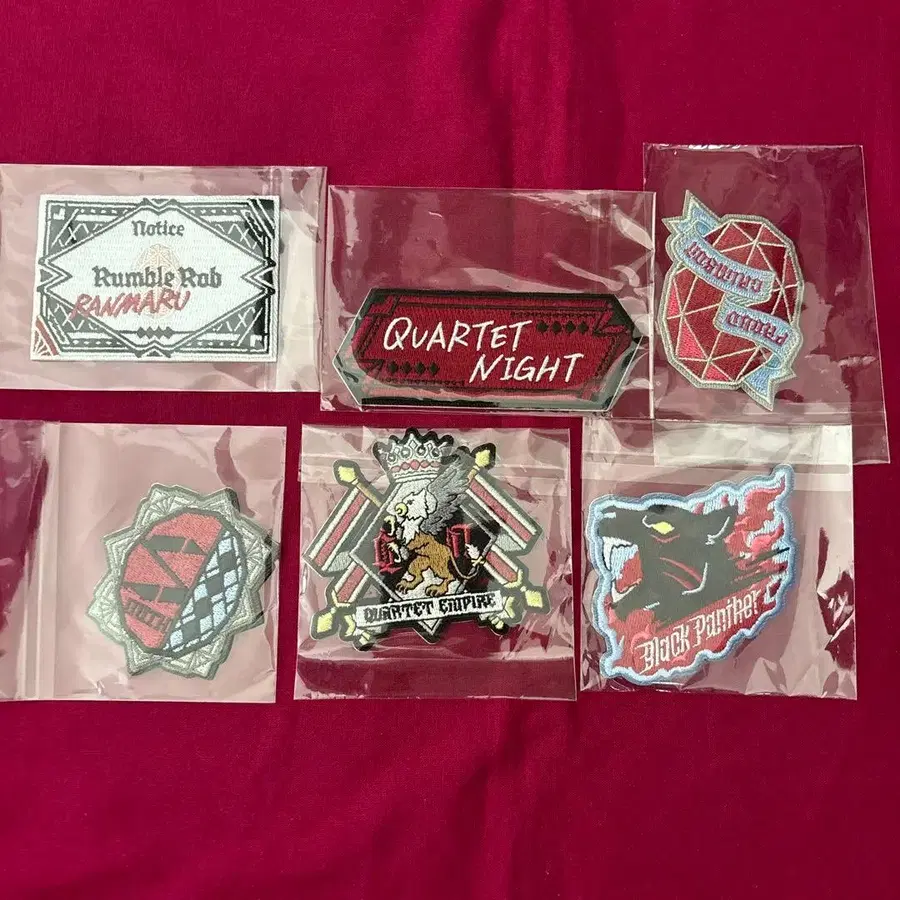 Notice
Rumble Rob
RANMARU
QUARTET
NIGHT
QUARTET EMPIRE
Black Panther